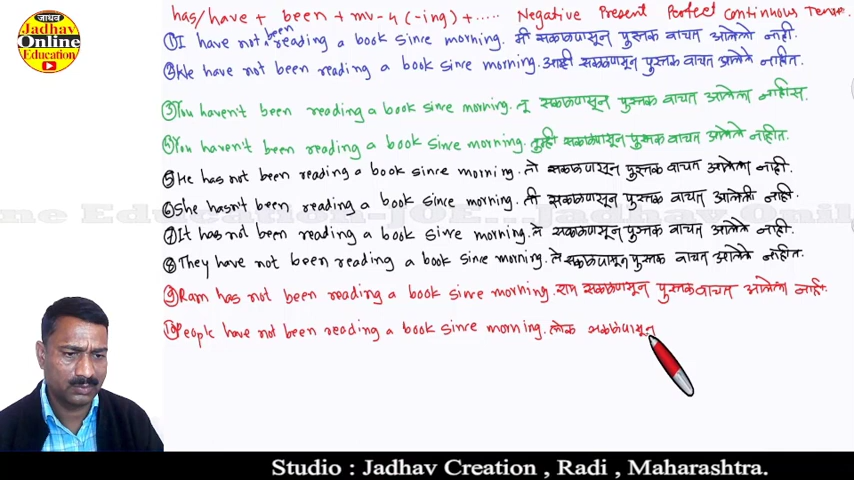 जाधव
Jadhav
Online
Education
has/have + been + mv-4 (-ing) +..... Negative Present Perfect Continuous Tense.
① I have not been reading a book since morning. मी सकाळपासून पुस्तक वाचत आलेलो नाही.
② We have not been reading a book since morning. आम्ही सकाळपासून पुस्तक वाचत आलेलो नाहीत.
③ You haven't been reading a book since morning. तू सकाळपासून पुस्तक वाचत आलेला नाहीस.
④ You haven't been reading a book since morning. तुम्ही सकाळपासून पुस्तक वाचत आलेले नाहीत.
⑤ He has not been reading a book since morning. तो सकाळपासून पुस्तक वाचत आलेला नाही.
⑥ She hasn't been reading a book since morning. ती सकाळपासून पुस्तक वाचत आलेली नाही.
ne Education-JOE...Jadhav Onl
⑦ It has not been reading a book since morning. ते सकाळपासून पुस्तक वाचत आलेले नाही.
⑧ They have not been reading a book since morning. ते सकाळपासून पुस्तक वाचत आलेले नाहीत.
⑨ Ram has not been reading a book since morning. राम सकाळपासून पुस्तक वाचत आलेला नाही.
⑩ People have not been reading a book since morning. लोक सकाळपासून
Studio : Jadhav Creation , Radi , Maharashtra.